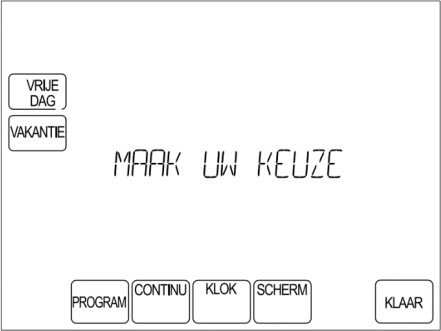 VRIJE
DAG
VAKANTIE
MAAK UW KEUZE
PROGRAM
CONTINU
KLOK
SCHERM
KLAAR